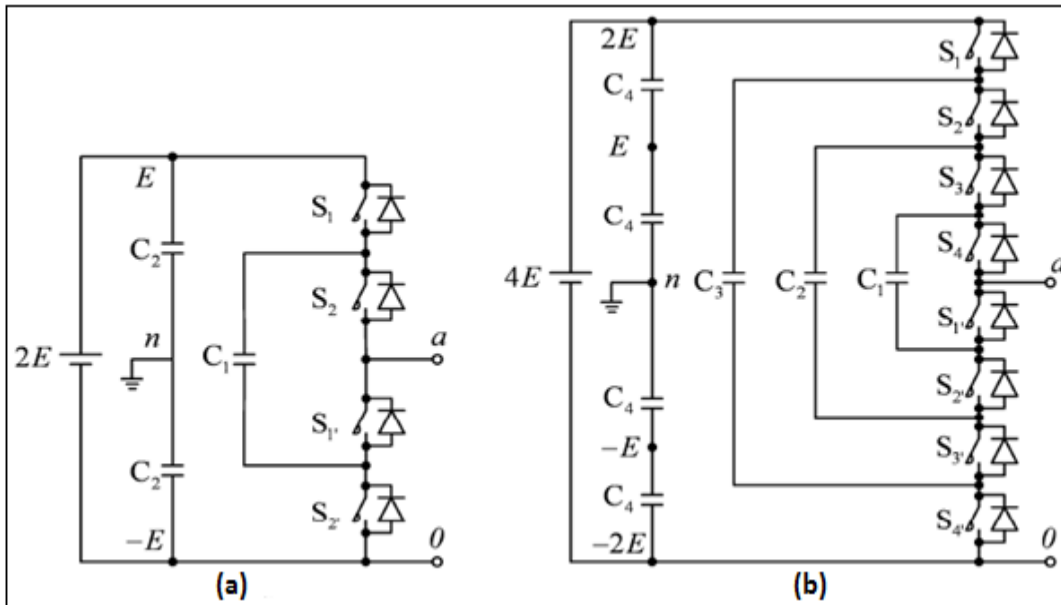 E
S₁
C₂
S₂
n
2E
C₁
a
S₁'
C₂
S₂'
−E
0
(a)
2E
S₁
C₄
S₂
E
S₃
C₄
S₄
4E
n
C₃
C₂
C₁
a
S₁'
S₂'
C₄
−E
S₃'
C₄
S₄'
−2E
0
(b)